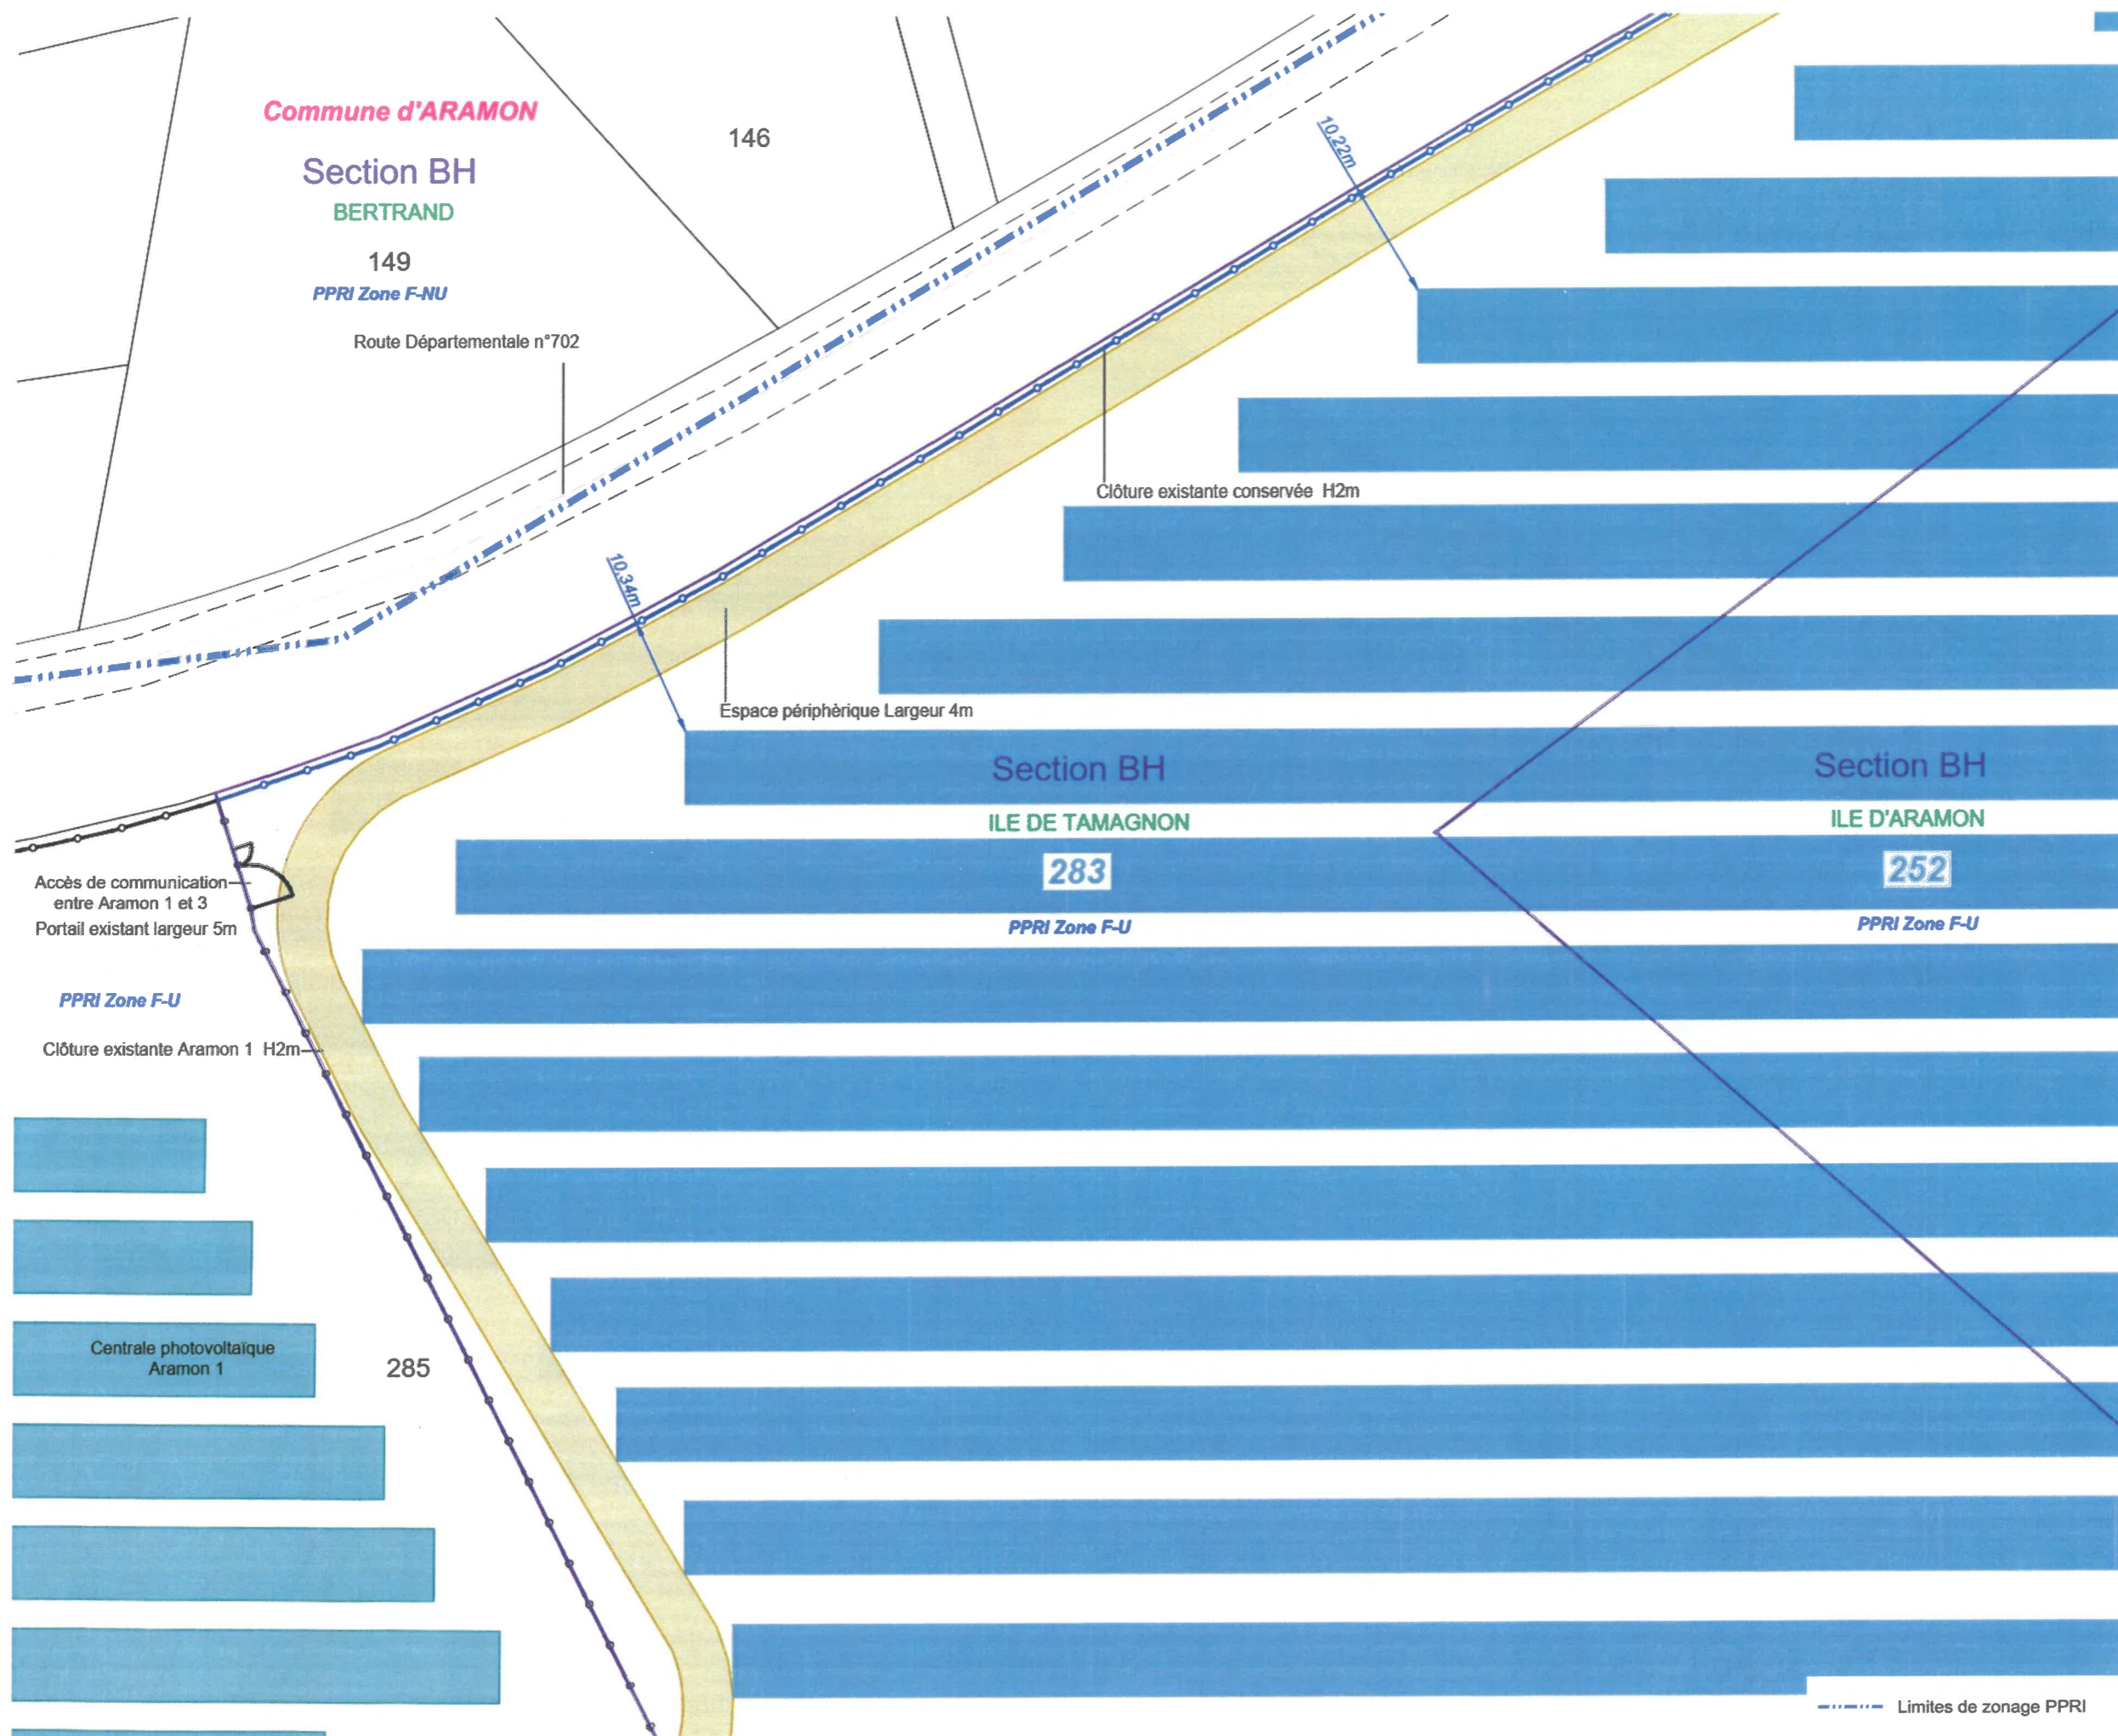 Commune d'ARAMON
Section BH
BERTRAND
149
PPRI Zone F-NU
146
Route Départementale n°702
10,22m
Clôture existante conservée H2m
10,34m
Espace périphèrique Largeur 4m
Section BH
ILE DE TAMAGNON
283
PPRI Zone F-U
Section BH
ILE D'ARAMON
252
PPRI Zone F-U
Accès de communication
entre Aramon 1 et 3
Portail existant largeur 5m
PPRI Zone F-U
Clôture existante Aramon 1 H2m
Centrale photovoltaïque
Aramon 1
285
Limites de zonage PPRI